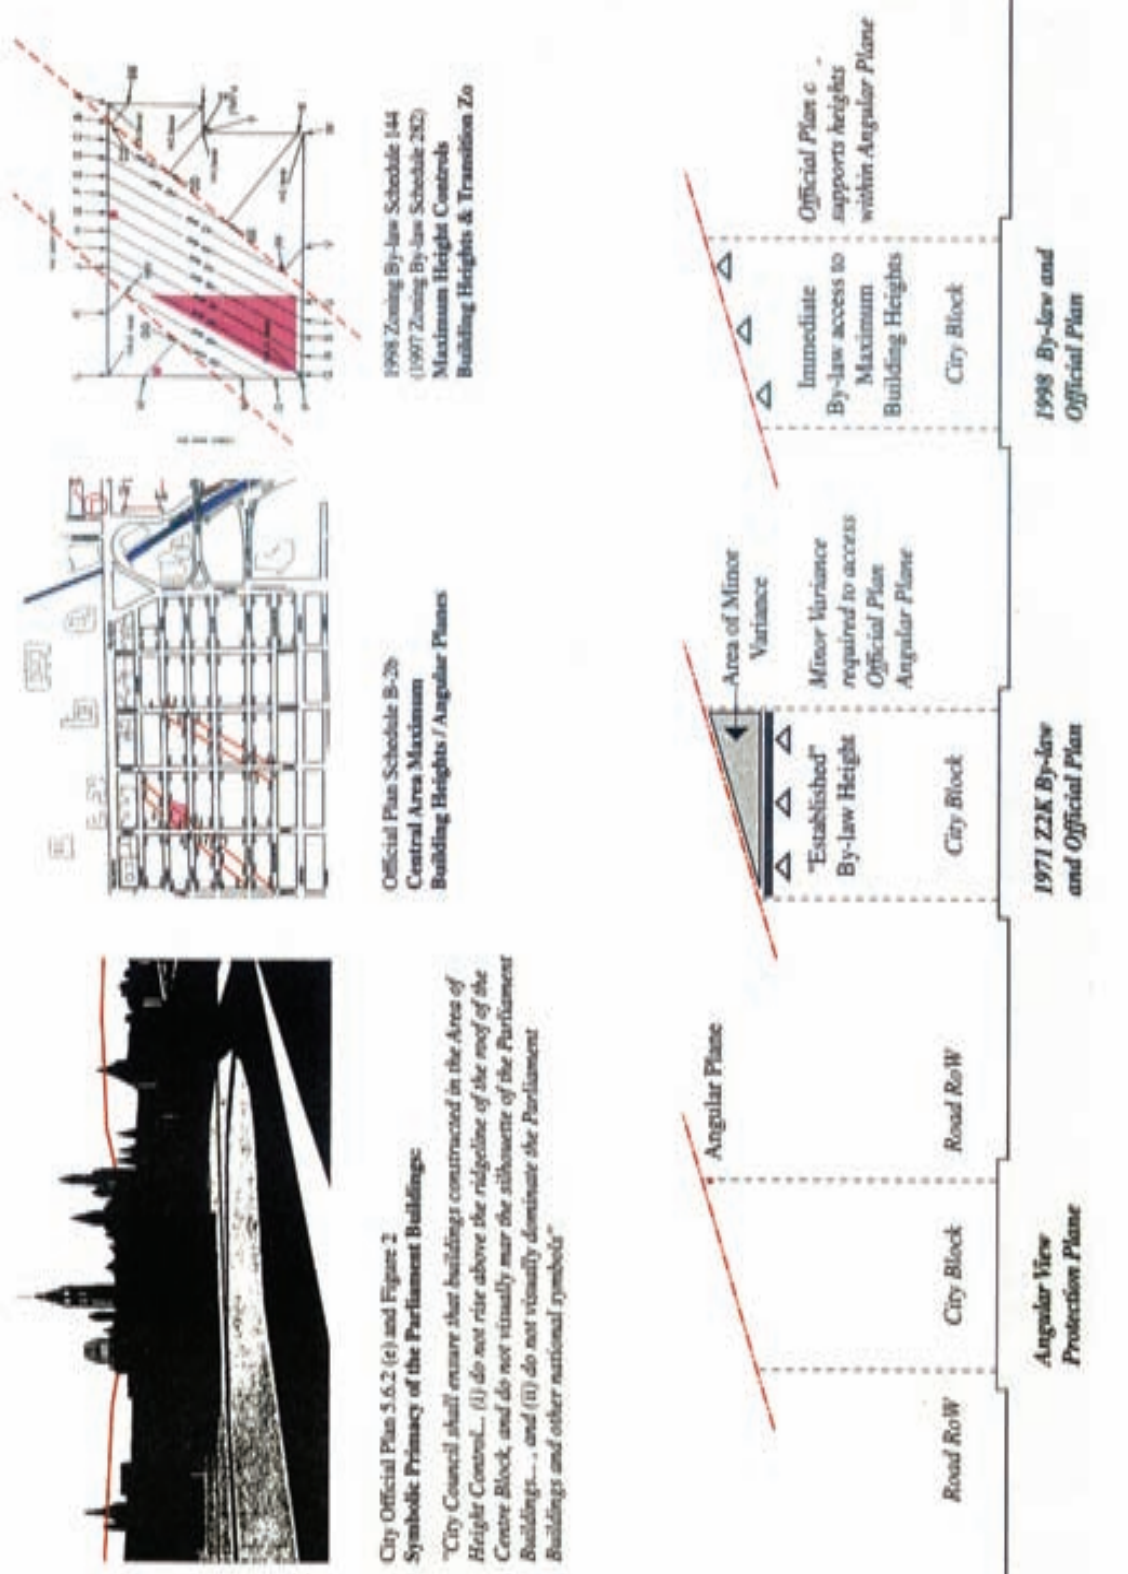 City Official Plan 5.6.2 (e) and Figure 2
Symbolic Primacy of the Parliament Buildings:
"City Council shall ensure that buildings constructed in the Area of
Height Control... (i) do not rise above the ridgeline of the roof of the
Centre Block, and do not visually mar the silhouette of the Parliament
Buildings... , and (ii) do not visually dominate the Parliament
Buildings and other national symbols"
Official Plan Schedule B-2b
Central Area Maximum
Building Heights / Angular Planes
1998 Zoning By-law Schedule 144
(1997 Zoning By-law Schedule 282)
Maximum Height Controls
Building Heights & Transition Zo
Angular Plane
Road RoW
City Block
Road RoW
Angular View
Protection Plane
Area of Minor
Variance
"Established"
By-law Height
Minor Variance
required to access
Official Plan
Angular Plane
City Block
1971 Z2K By-law
and Official Plan
Immediate
By-law access to
Maximum
Building Heights
Official Plan c -
supports heights
within Angular Plane
City Block
1998 By-law and
Official Plan